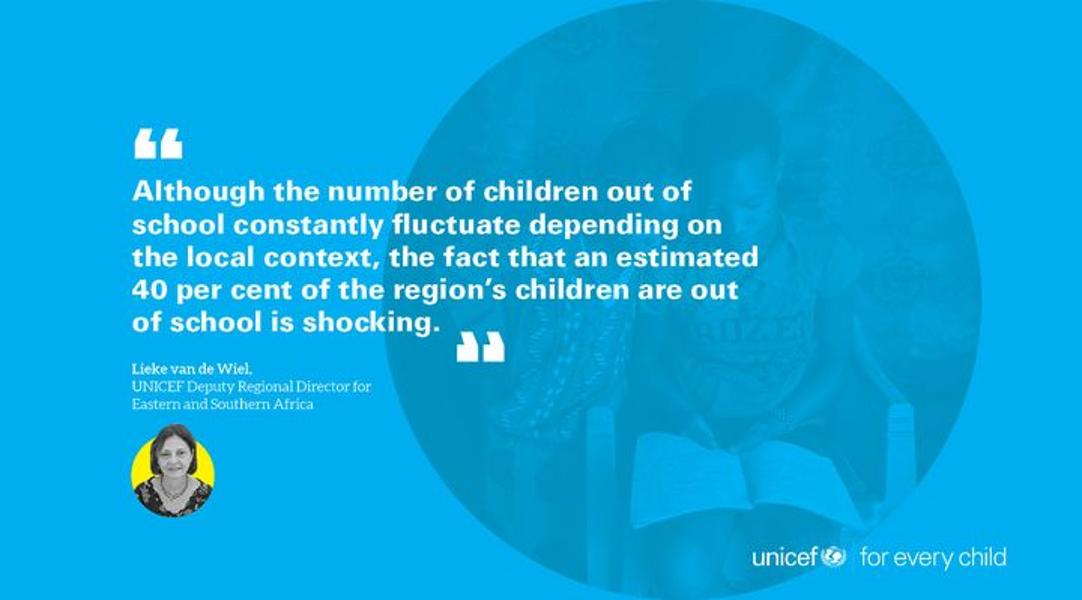 “
Although the number of children out of
school constantly fluctuate depending on
the local context, the fact that an estimated
40 per cent of the region’s children are out
of school is shocking.
”
Lieke van de Wiel,
UNICEF Deputy Regional Director for
Eastern and Southern Africa
unicef for every child